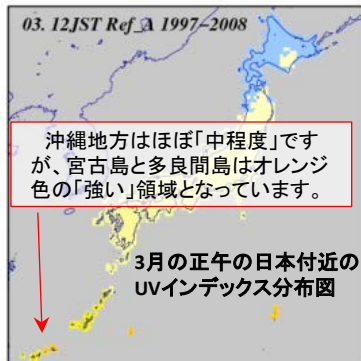 03. 12JST Ref_A 1997-2008
沖縄地方はほぼ「中程度」です
が、宮古島と多良間島はオレンジ
色の「強い」領域となっています。
3月の正午の日本付近の
UVインデックス分布図